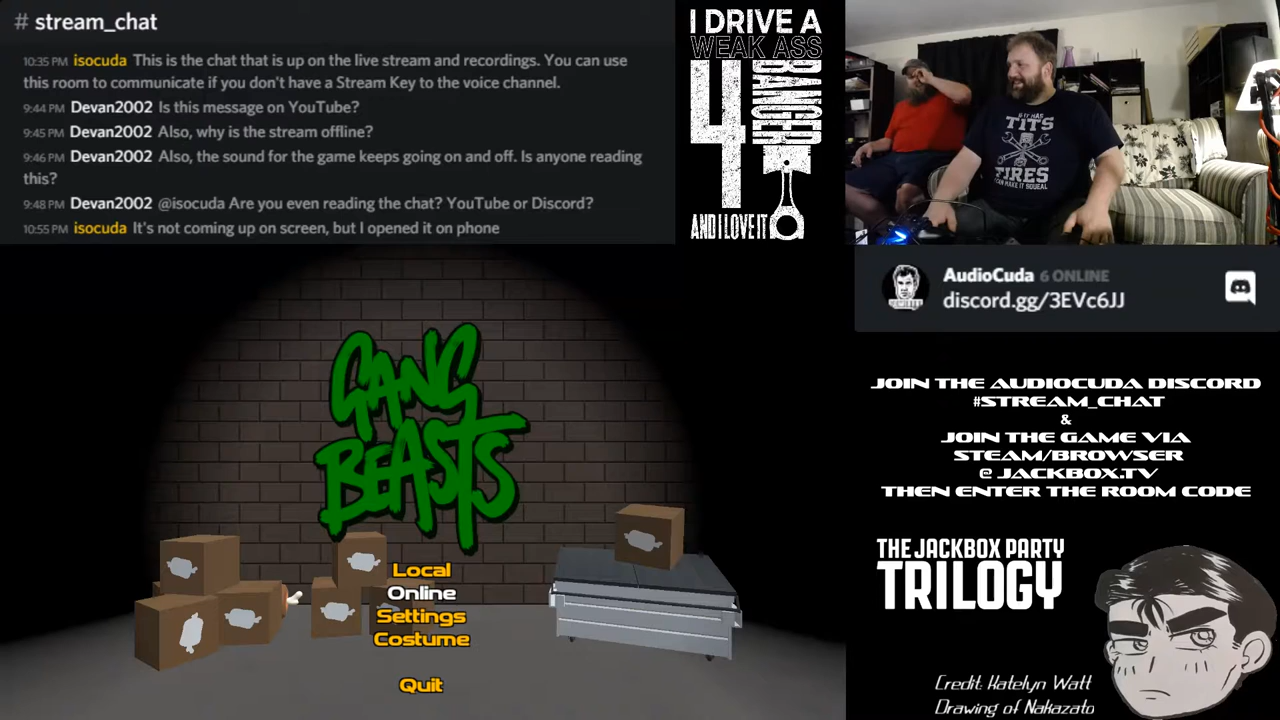 # stream_chat
10:35 PM isocuda This is the chat that is up on the live stream and recordings. You can use
this room to communicate if you don't have a Stream Key to the voice channel.
9:44 PM Devan2002 Is this message on YouTube?
9:45 PM Devan2002 Also, why is the stream offline?
9:46 PM Devan2002 Also, the sound for the game keeps going on and off. Is anyone reading
this?
9:48 PM Devan2002 @isocuda Are you even reading the chat? YouTube or Discord?
10:55 PM isocuda It's not coming up on screen, but I opened it on phone
I DRIVE A
WEAK ASS
4 BANGER
AND I LOVE IT
IF IT HAS
TITS
TIRES
I CAN MAKE IT SQUEAL
AudioCuda 6 ONLINE
discord.gg/3EVc6JJ
GANG
BEASTS
Local
Online
Settings
Costume
Quit
JOIN THE AUDIOCUDA DISCORD
#STREAM_CHAT
&
JOIN THE GAME VIA
STEAM/BROWSER
@ JACKBOX.TV
THEN ENTER THE ROOM CODE
THE JACKBOX PARTY
TRILOGY
Credit: Katelyn Watt
Drawing of Nakazato